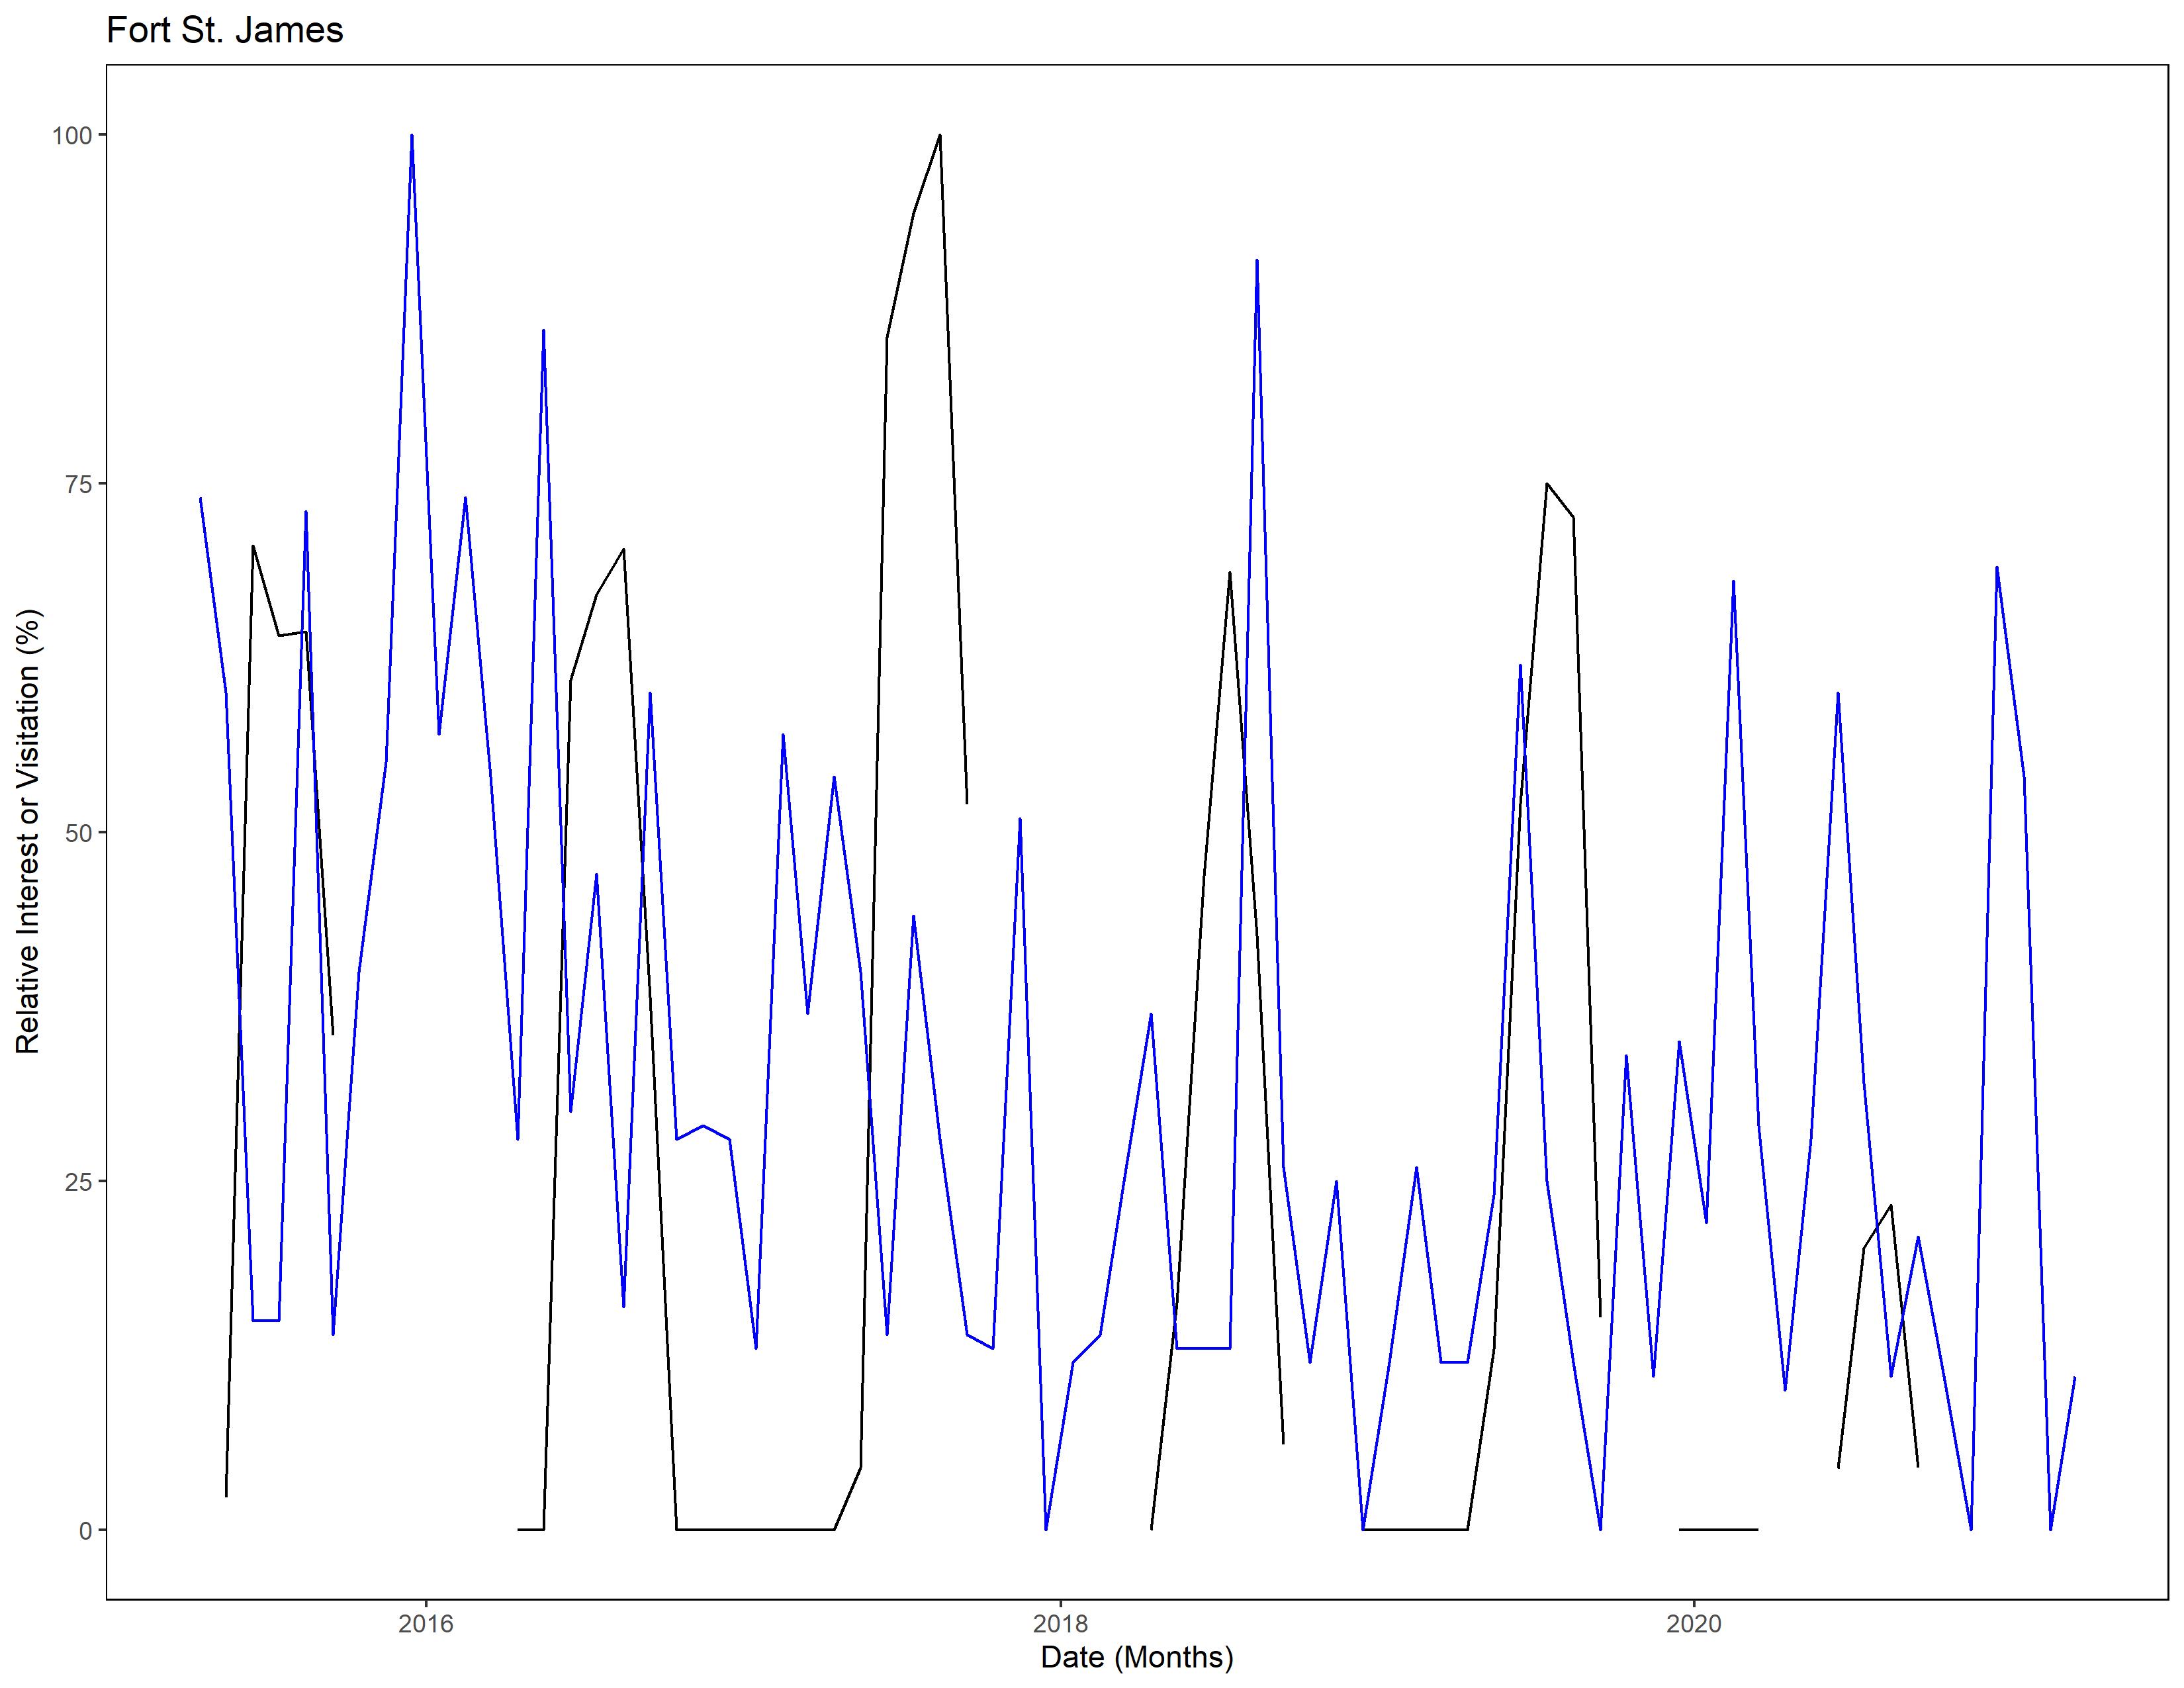 Fort St. James
Relative Interest or Visitation (%)
100
75
50
25
0
2016
2018
2020
Date (Months)